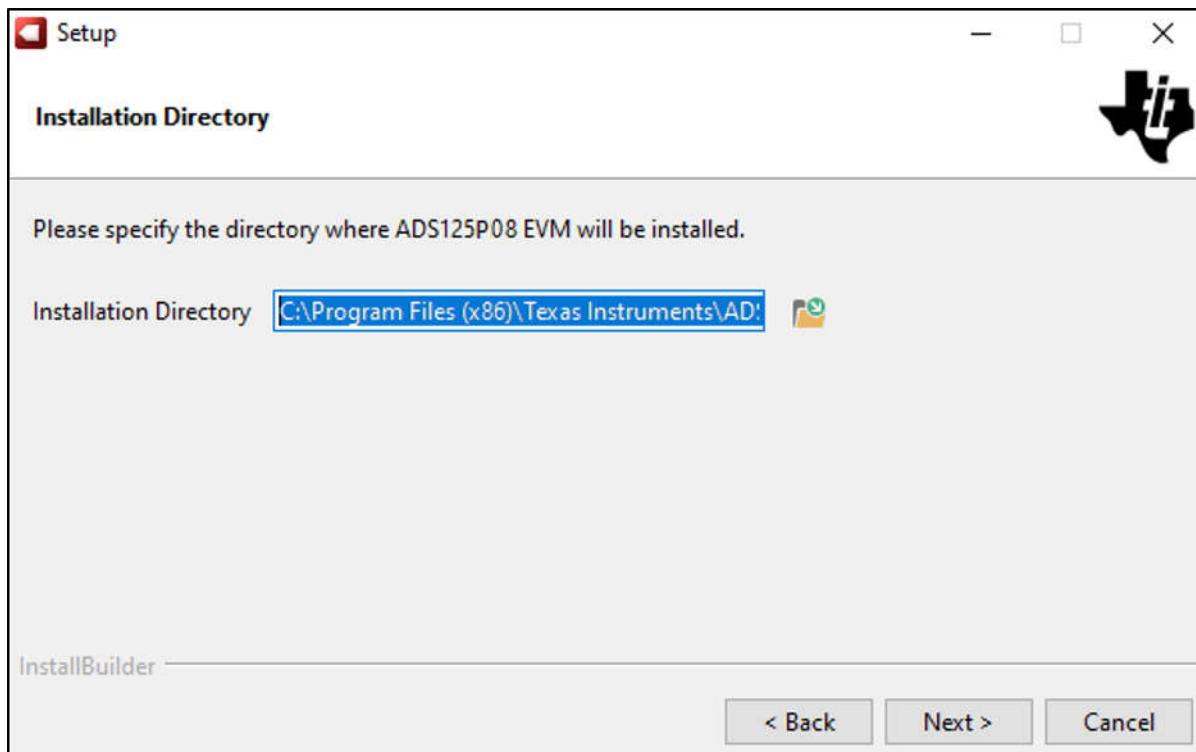 Setup
Installation Directory
Please specify the directory where ADS125P08 EVM will be installed.
Installation Directory C:\Program Files (x86)\Texas Instruments\AD
InstallBuilder
< Back Next > Cancel